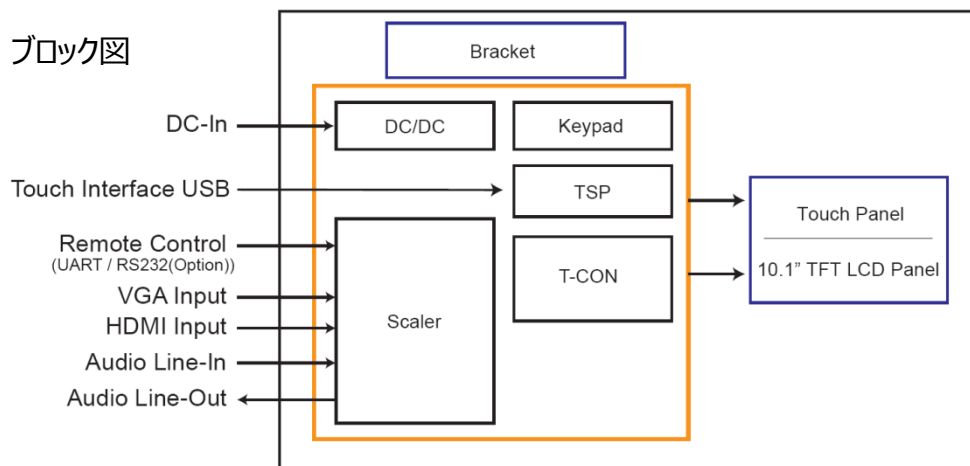 ブロック図
Bracket
DC-In
DC/DC
Keypad
Touch Interface USB
TSP
Touch Panel
10.1” TFT LCD Panel
Remote Control
(UART / RS232(Option))
T-CON
VGA Input
Scaler
HDMI Input
Audio Line-In
Audio Line-Out